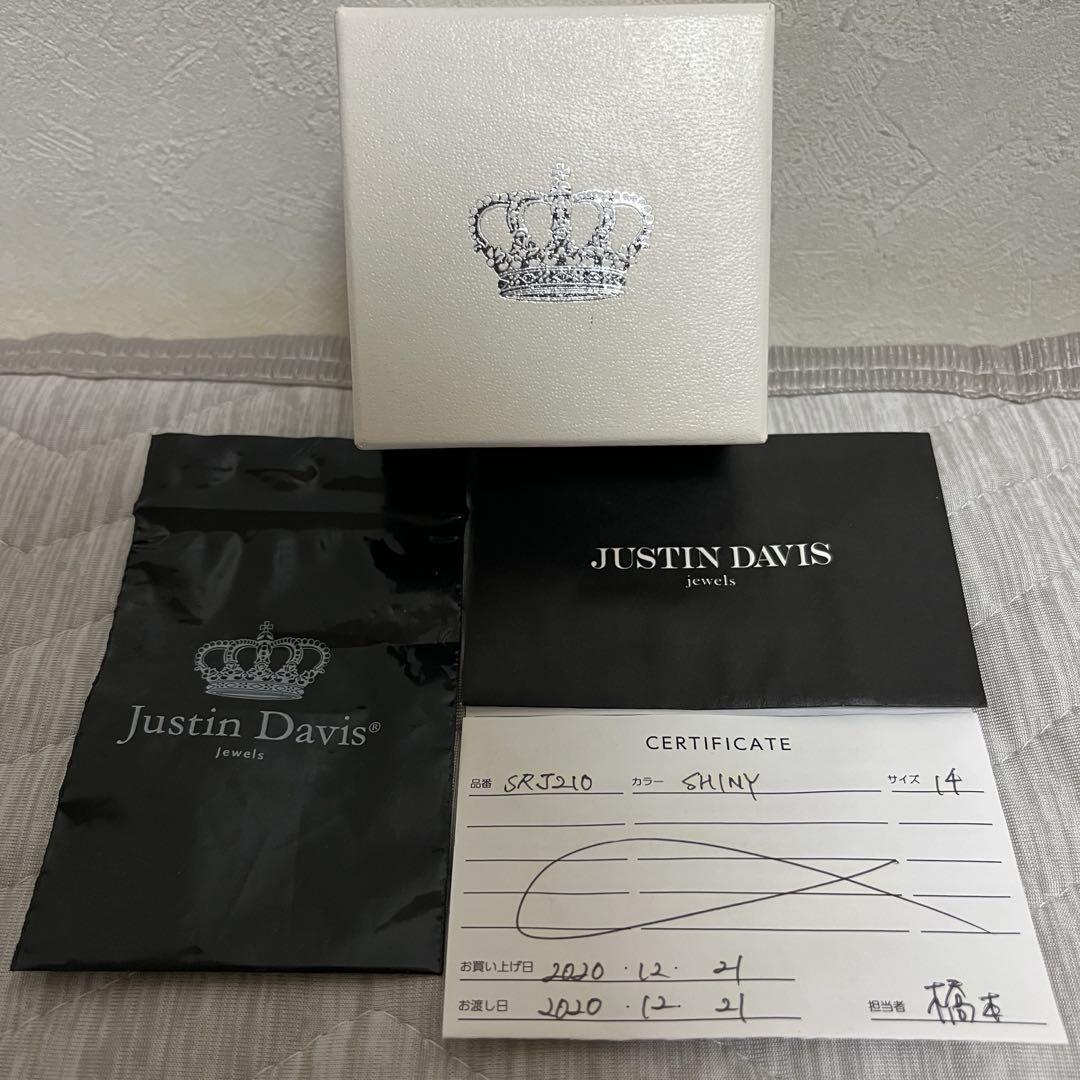 JUSTIN DAVIS
jewels
Justin Davis®
Jewels
CERTIFICATE
品番 SRJ210 カラー SHINY サイズ 14
お買い上げ日 2020.12.21
お渡し日 2020.12.21 担当者 橋本